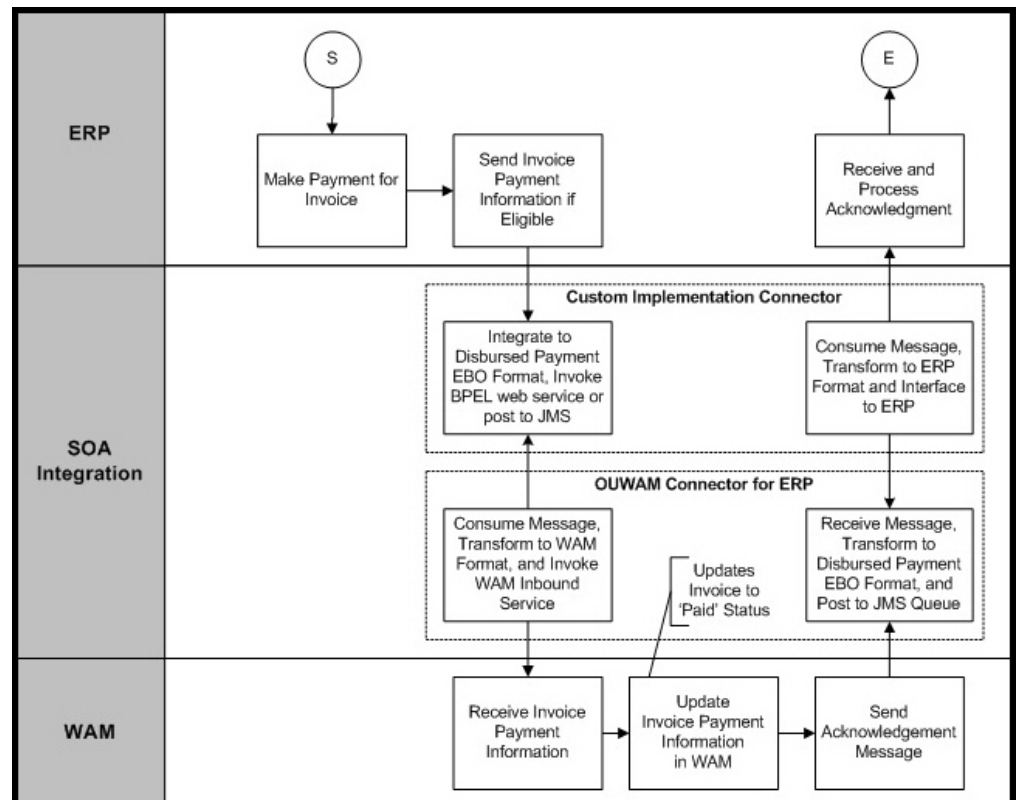 ERP
S
E
Make Payment for
Invoice
Send Invoice
Payment
Information if
Eligible
Receive and
Process
Acknowledgment
SOA
Integration
Custom Implementation Connector
Integrate to
Disbursed Payment
EBO Format, Invoke
BPEL web service or
post to JMS
Consume Message,
Transform to ERP
Format and Interface
to ERP
OUWAM Connector for ERP
Consume Message,
Transform to WAM
Format, and Invoke
WAM Inbound
Service
Updates
Invoice to
'Paid' Status
Receive Message,
Transform to
Disbursed Payment
EBO Format, and
Post to JMS Queue
WAM
Receive Invoice
Payment
Information
Update
Invoice Payment
Information
in WAM
Send
Acknowledgement
Message